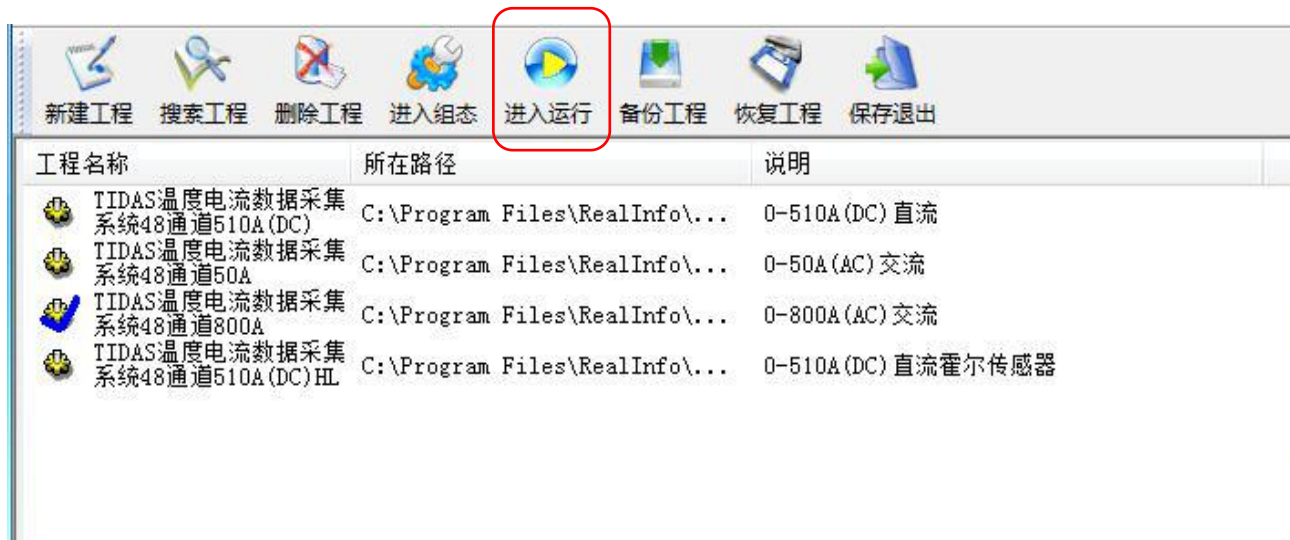 新建工程 搜索工程 删除工程 进入组态 进入运行 备份工程 恢复工程 保存退出
工程名称 所在路径 说明
TIDAS温度电流数据采集
系统48通道510A(DC) C:\Program Files\RealInfo\... 0-510A(DC)直流
TIDAS温度电流数据采集
系统48通道50A C:\Program Files\RealInfo\... 0-50A(AC)交流
TIDAS温度电流数据采集
系统48通道800A C:\Program Files\RealInfo\... 0-800A(AC)交流
TIDAS温度电流数据采集
系统48通道510A(DC)HL C:\Program Files\RealInfo\... 0-510A(DC)直流霍尔传感器